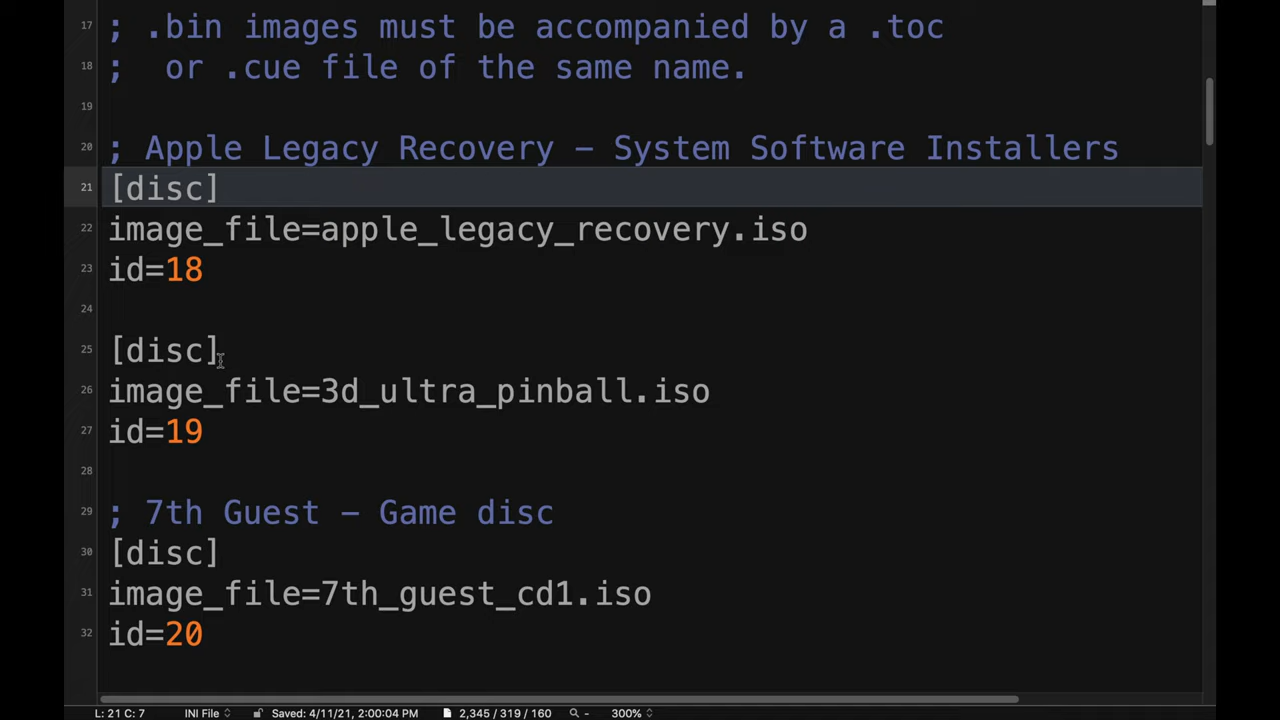 17 ; .bin images must be accompanied by a .toc
18 ;  or .cue file of the same name.
19
20 ; Apple Legacy Recovery – System Software Installers
21 [disc]
22 image_file=apple_legacy_recovery.iso
23 id=18
24
25 [disc]
26 image_file=3d_ultra_pinball.iso
27 id=19
28
29 ; 7th Guest – Game disc
30 [disc]
31 image_file=7th_guest_cd1.iso
32 id=20
L: 21 C: 7 INI File Saved: 4/11/21, 2:00:04 PM 2,345 / 319 / 160 - 300%